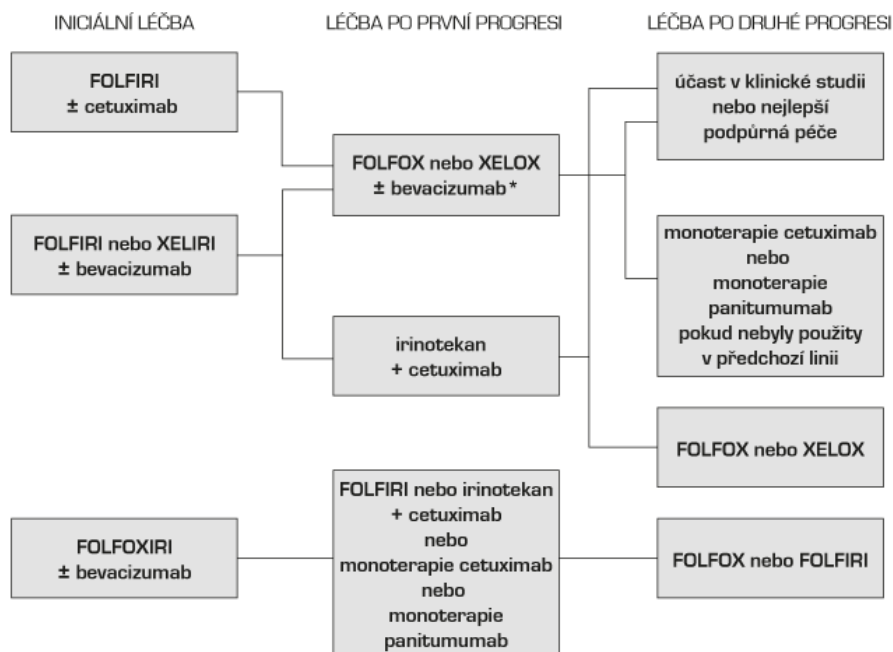 INICIÁLNÍ LÉČBA
LÉČBA PO PRVNÍ PROGRESI
LÉČBA PO DRUHÉ PROGRESI
FOLFIRI
± cetuximab
FOLFIRI nebo XELIRI
± bevacizumab
FOLFOXIRI
± bevacizumab
FOLFOX nebo XELOX
± bevacizumab*
irinotekan
+ cetuximab
FOLFIRI nebo irinotekan
+ cetuximab
nebo
monoterapie cetuximab
nebo
monoterapie
panitumumab
účast v klinické studii
nebo nejlepší
podpůrná péče
monoterapie cetuximab
nebo
monoterapie
panitumumab
pokud nebyly použity
v předchozí linii
FOLFOX nebo XELOX
FOLFOX nebo FOLFIRI